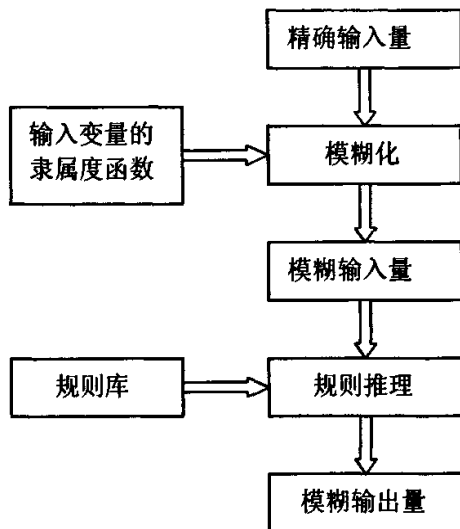 精确输入量
输入变量的
隶属度函数
模糊化
模糊输入量
规则库
规则推理
模糊输出量